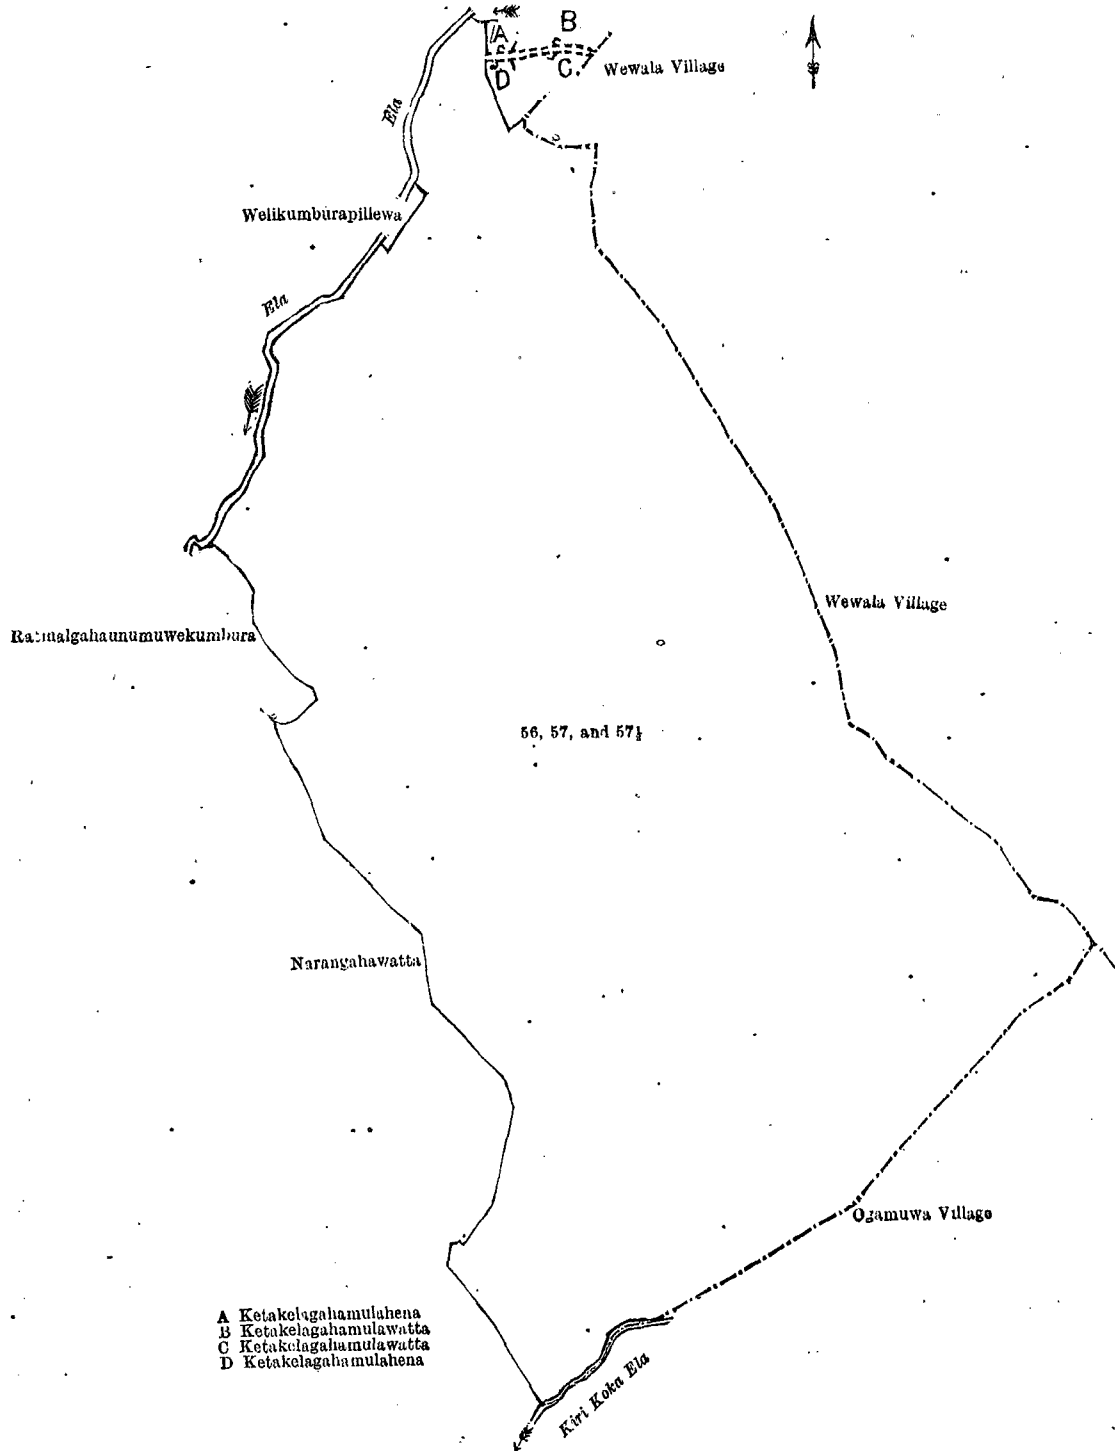 A
B
D
C.
Wewala Village
Ela
Welikumburapillewa
Ela
Wewala Village
Ratmalgahaunumuwekumbura
56, 57, and 57½
Narangahawatta
Ogamuwa Village
A Ketakelagahamulahena
B Ketakelagahamulawatta
C Ketakelagahamulawatta
D Ketakelagahamulahena
Kiri Koka Ela